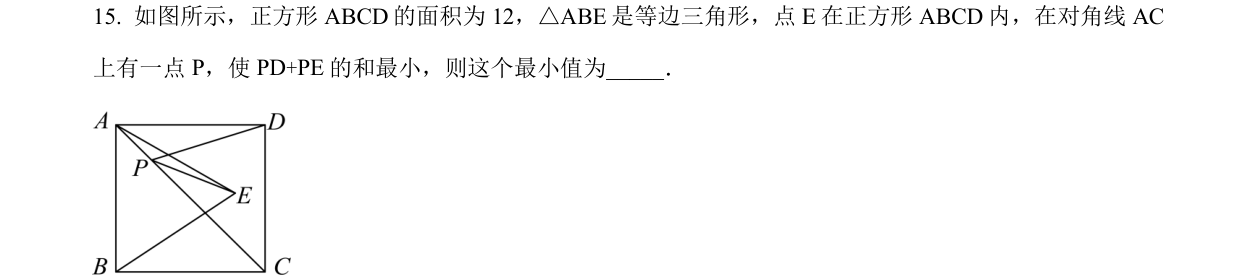 15. 如图所示，正方形 ABCD 的面积为 12，△ABE 是等边三角形，点 E 在正方形 ABCD 内，在对角线 AC
上有一点 P，使 PD+PE 的和最小，则这个最小值为_____．
A
D
P
E
B
C